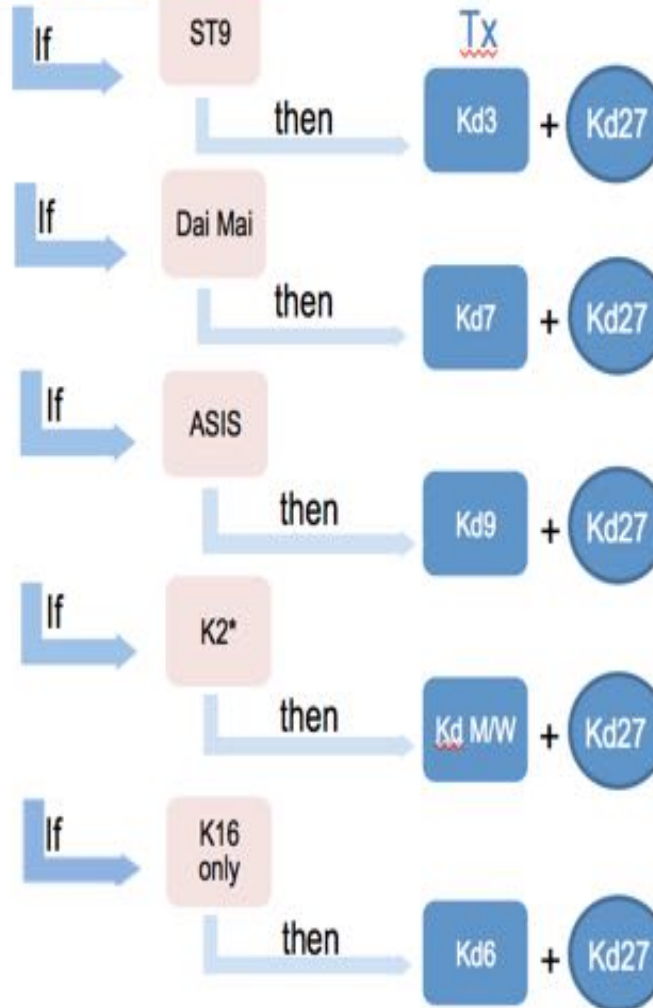 If
ST9
Tx
then
Kd3 + Kd27
If
Dai Mai
then
Kd7 + Kd27
If
ASIS
then
Kd9 + Kd27
If
K2*
then
Kd M/W + Kd27
If
K16
only
then
Kd6 + Kd27